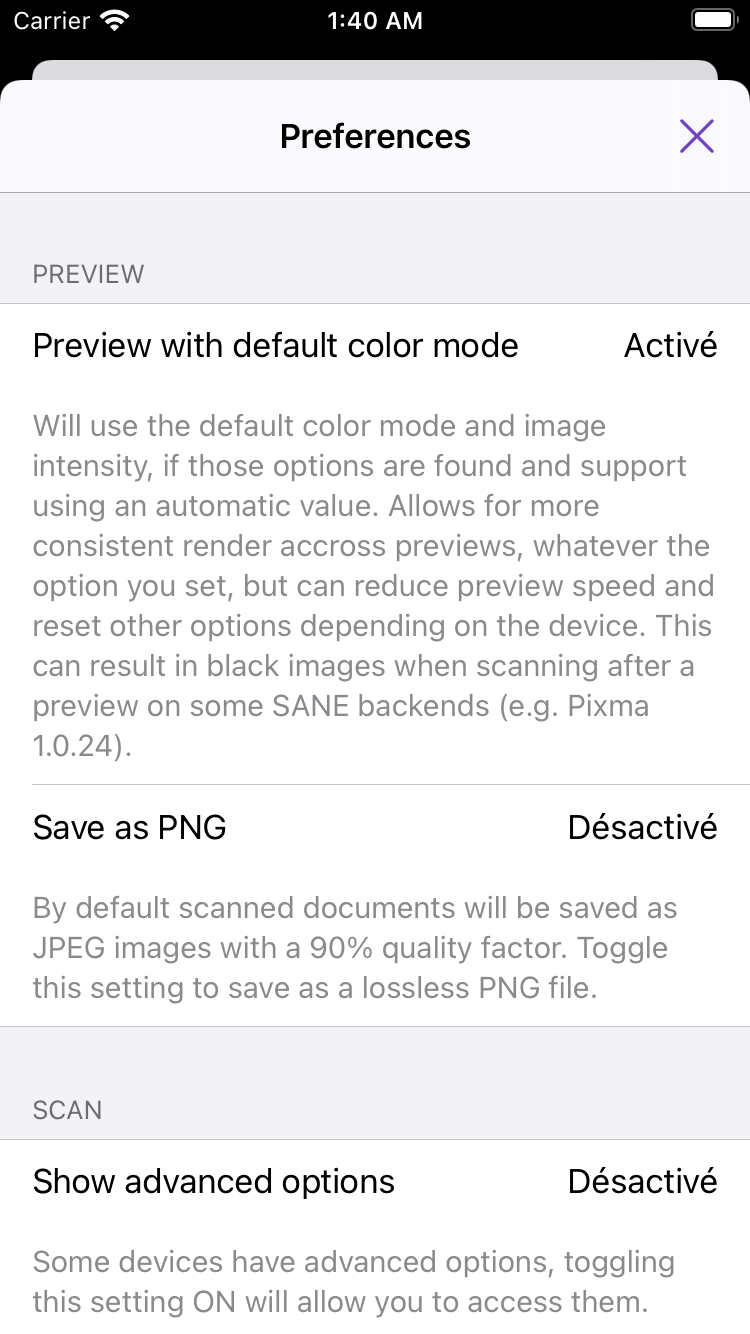 Carrier 1:40 AM
Preferences
PREVIEW
Preview with default color mode Activé
Will use the default color mode and image
intensity, if those options are found and support
using an automatic value. Allows for more
consistent render accross previews, whatever the
option you set, but can reduce preview speed and
reset other options depending on the device. This
can result in black images when scanning after a
preview on some SANE backends (e.g. Pixma
1.0.24).
Save as PNG Désactivé
By default scanned documents will be saved as
JPEG images with a 90% quality factor. Toggle
this setting to save as a lossless PNG file.
SCAN
Show advanced options Désactivé
Some devices have advanced options, toggling
this setting ON will allow you to access them.